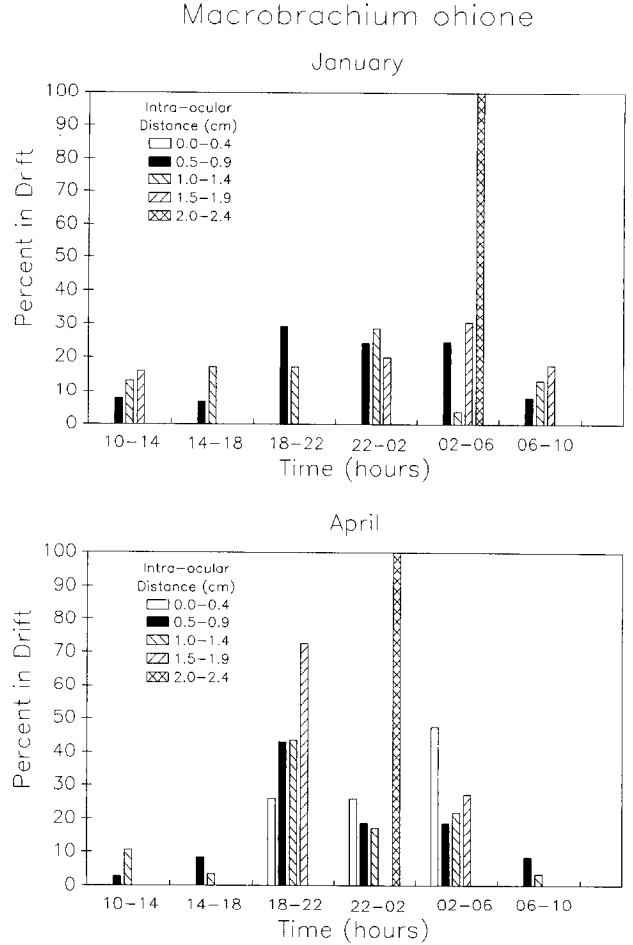 Macrobrachium ohione
January
Intra-ocular
Distance (cm)
0.0-0.4
0.5-0.9
1.0-1.4
1.5-1.9
2.0-2.4
Percent in Drift
100
90
80
70
60
50
40
30
20
10
0
10-14 14-18 18-22 22-02 02-06 06-10
Time (hours)
April
Intra-ocular
Distance (cm)
0.0-0.4
0.5-0.9
1.0-1.4
1.5-1.9
2.0-2.4
Percent in Drift
100
90
80
70
60
50
40
30
20
10
0
10-14 14-18 18-22 22-02 02-06 06-10
Time (hours)